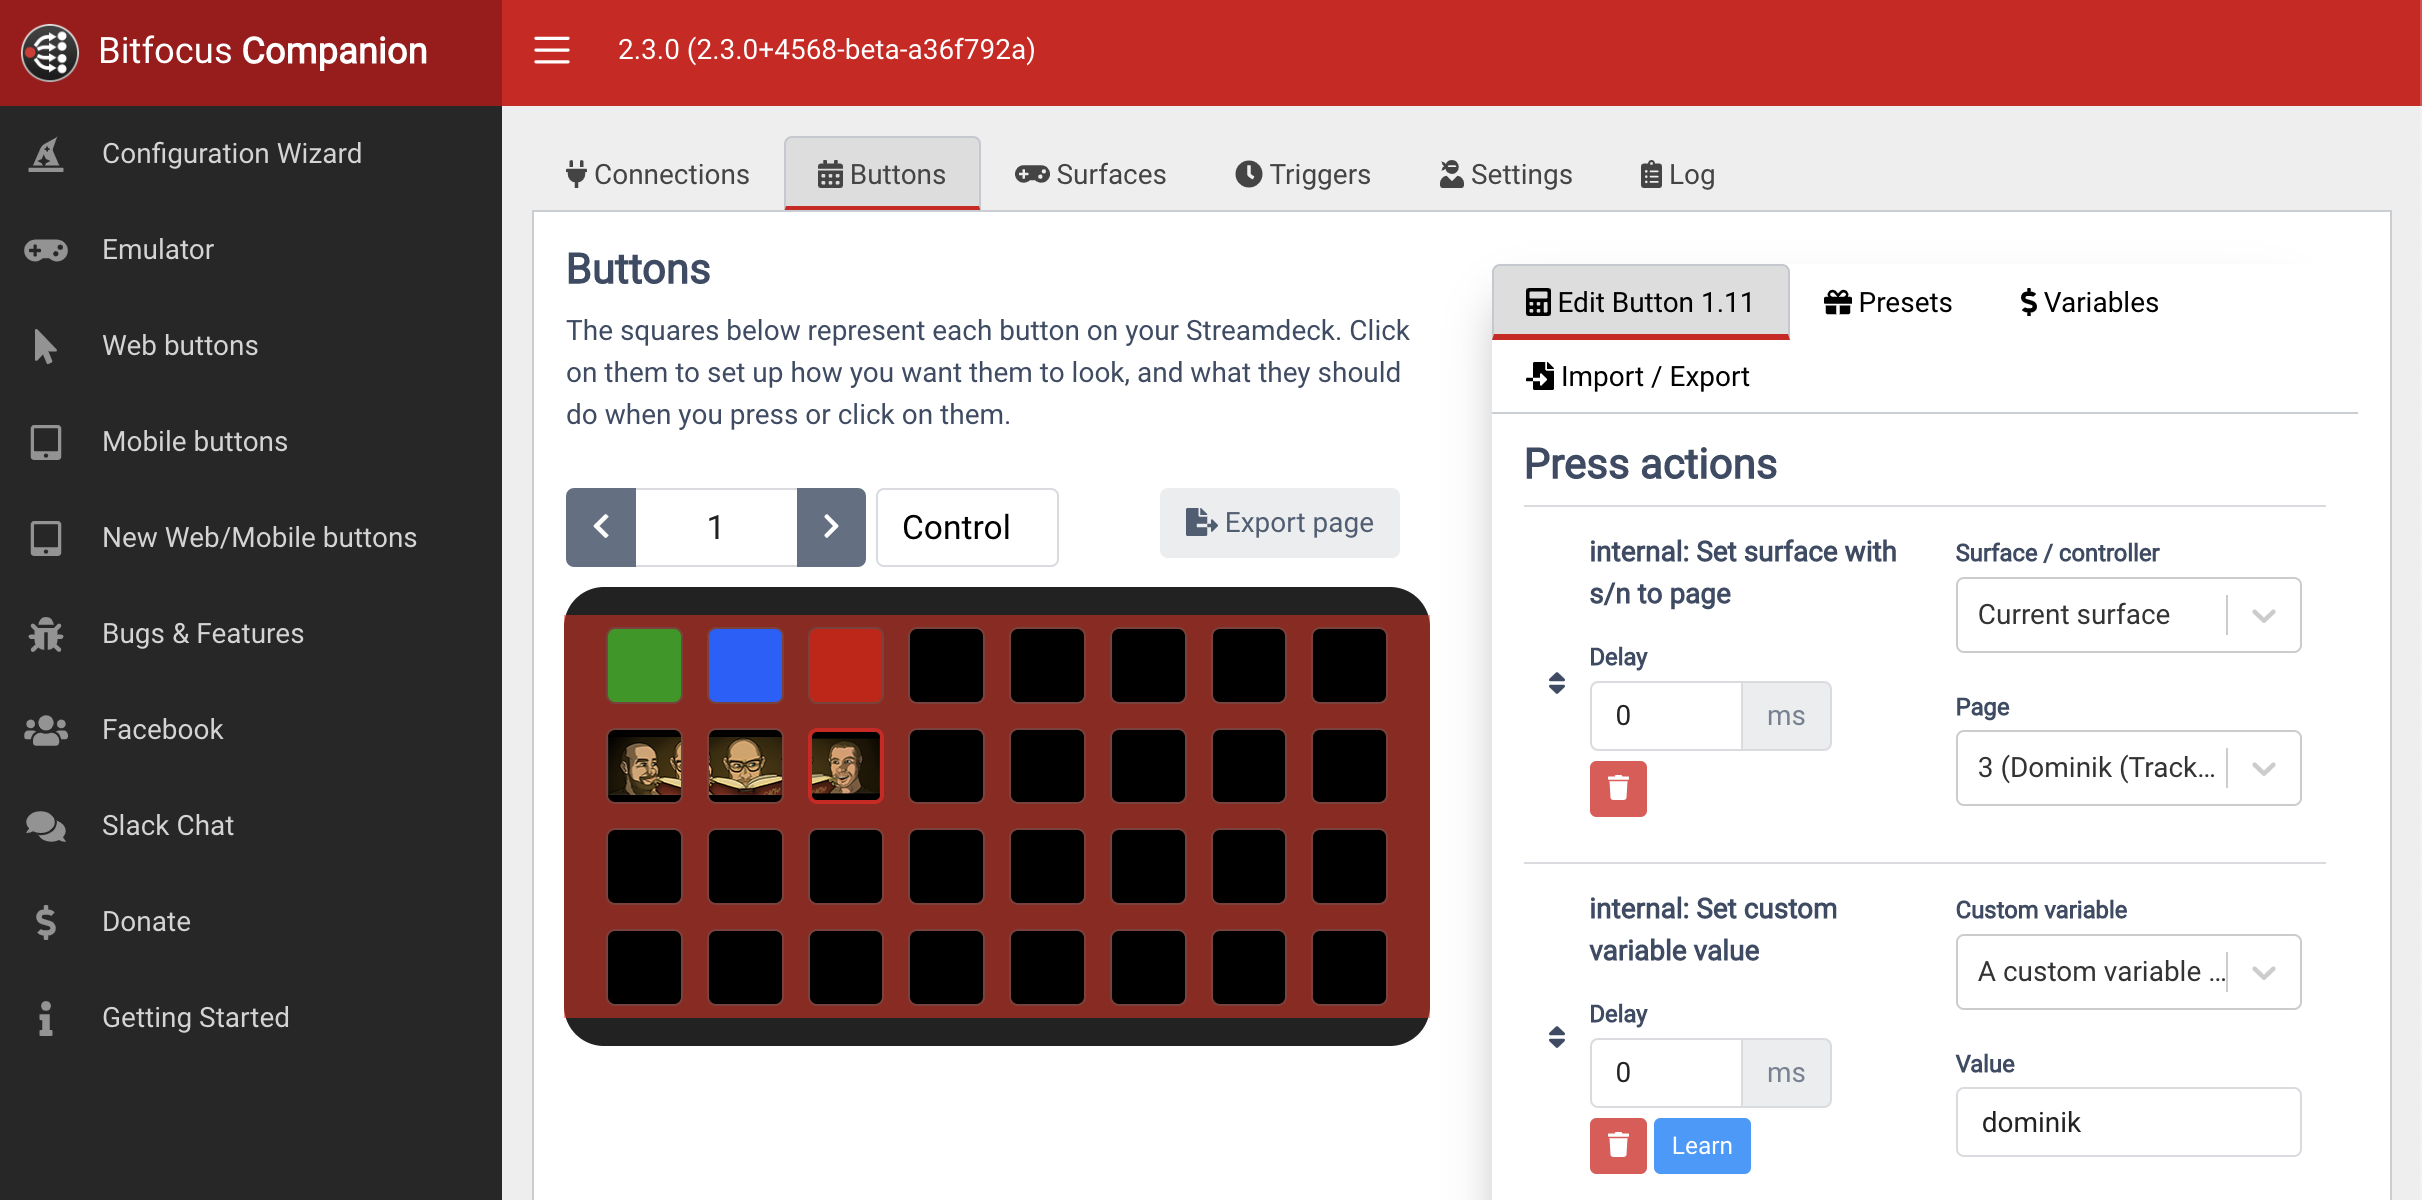 Bitfocus Companion
2.3.0 (2.3.0+4568-beta-a36f792a)
Configuration Wizard
Emulator
Web buttons
Mobile buttons
New Web/Mobile buttons
Bugs & Features
Facebook
Slack Chat
Donate
Getting Started
Connections
Buttons
Surfaces
Triggers
Settings
Log
Buttons
The squares below represent each button on your Streamdeck. Click
on them to set up how you want them to look, and what they should
do when you press or click on them.
1
Control
Export page
Edit Button 1.11
Presets
Variables
Import / Export
Press actions
internal: Set surface with
s/n to page
Delay
0
ms
Surface / controller
Current surface
Page
3 (Dominik (Track...
internal: Set custom
variable value
Delay
0
ms
Learn
Custom variable
A custom variable ...
Value
dominik